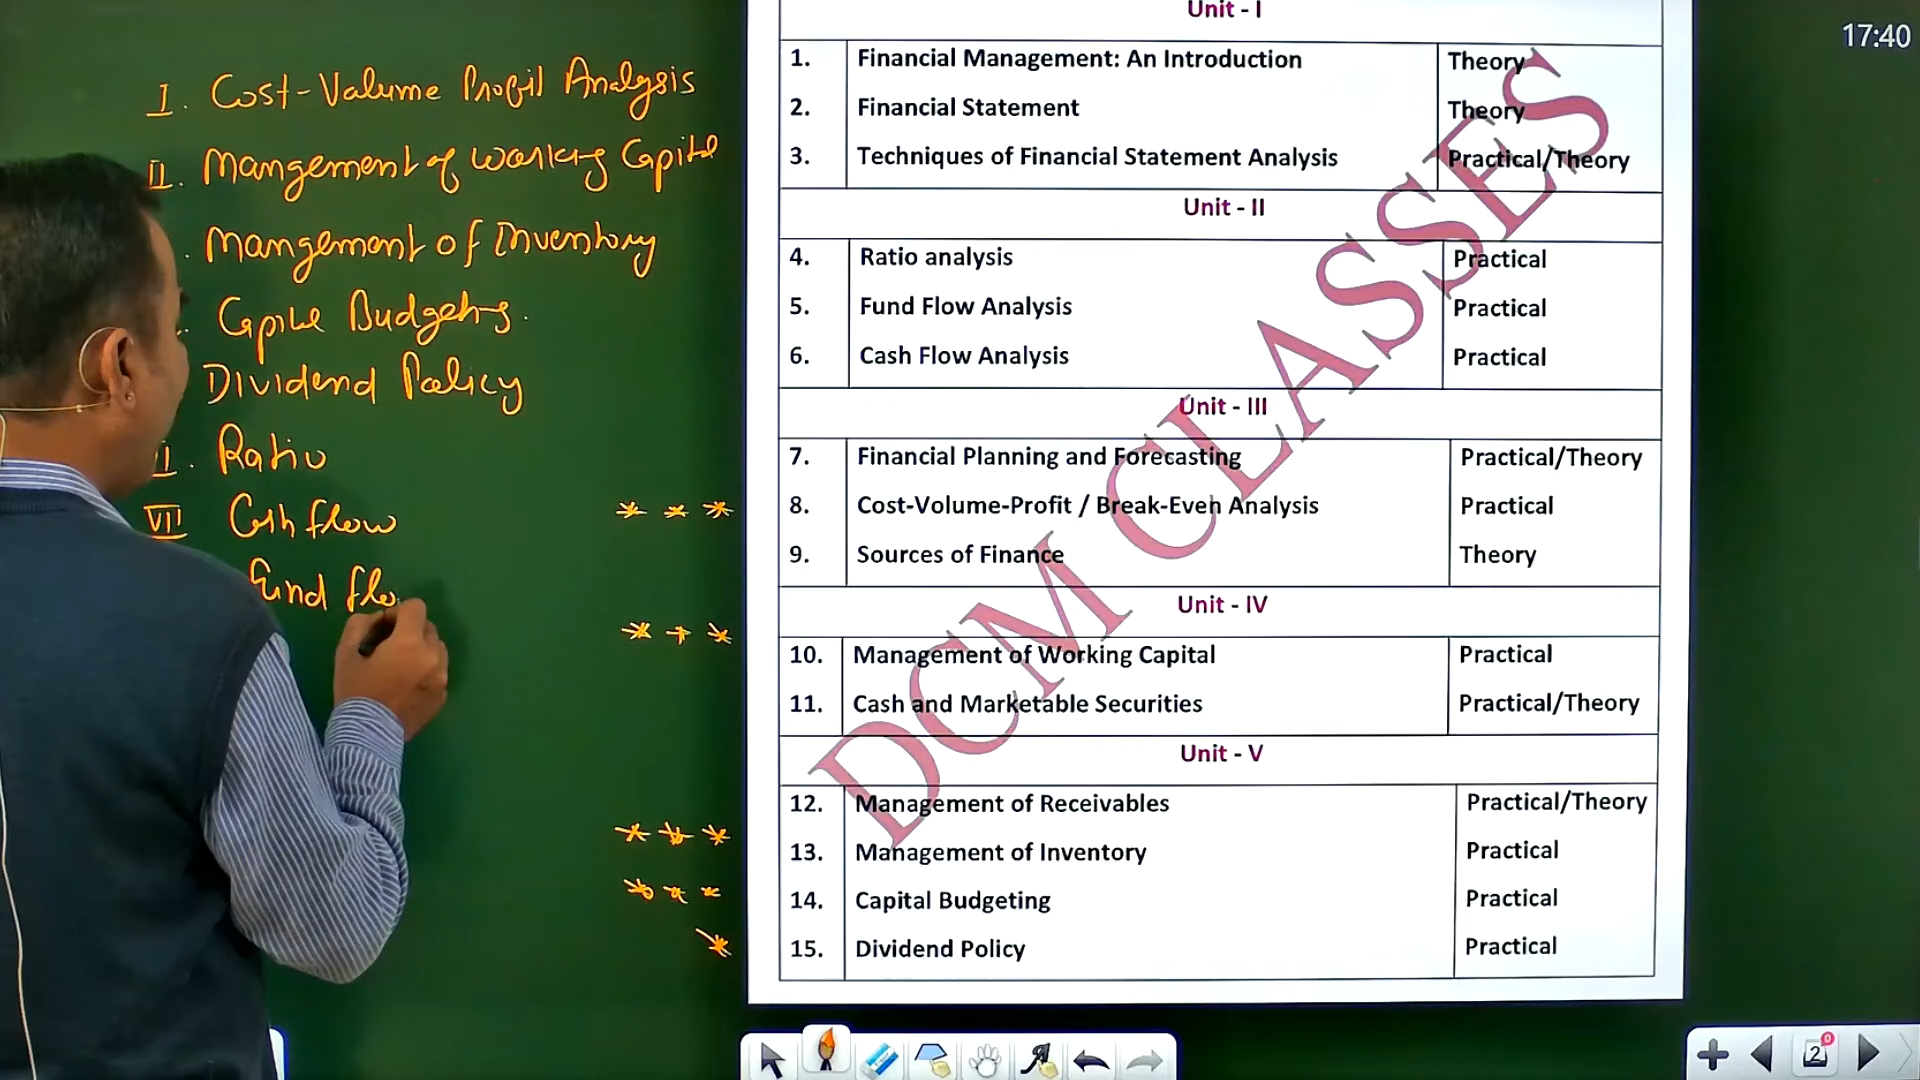 17:40
I. Cost-Volume Profil Analysis
II. Mangement of Working Capital
Mangement of Inventory
Capital Budgeting.
Dividend Policy
I. Ratio
VII Cash flow
Fund flo
* * *
* + *
* * *
* * *
*
Unit - I
1. Financial Management: An Introduction Theory
2. Financial Statement Theory
3. Techniques of Financial Statement Analysis Practical/Theory
Unit - II
4. Ratio analysis Practical
5. Fund Flow Analysis Practical
6. Cash Flow Analysis Practical
Unit - III
7. Financial Planning and Forecasting Practical/Theory
8. Cost-Volume-Profit / Break-Even Analysis Practical
9. Sources of Finance Theory
Unit - IV
10. Management of Working Capital Practical
11. Cash and Marketable Securities Practical/Theory
Unit - V
12. Management of Receivables Practical/Theory
13. Management of Inventory Practical
14. Capital Budgeting Practical
15. Dividend Policy Practical
DCM CLASSES
2
0